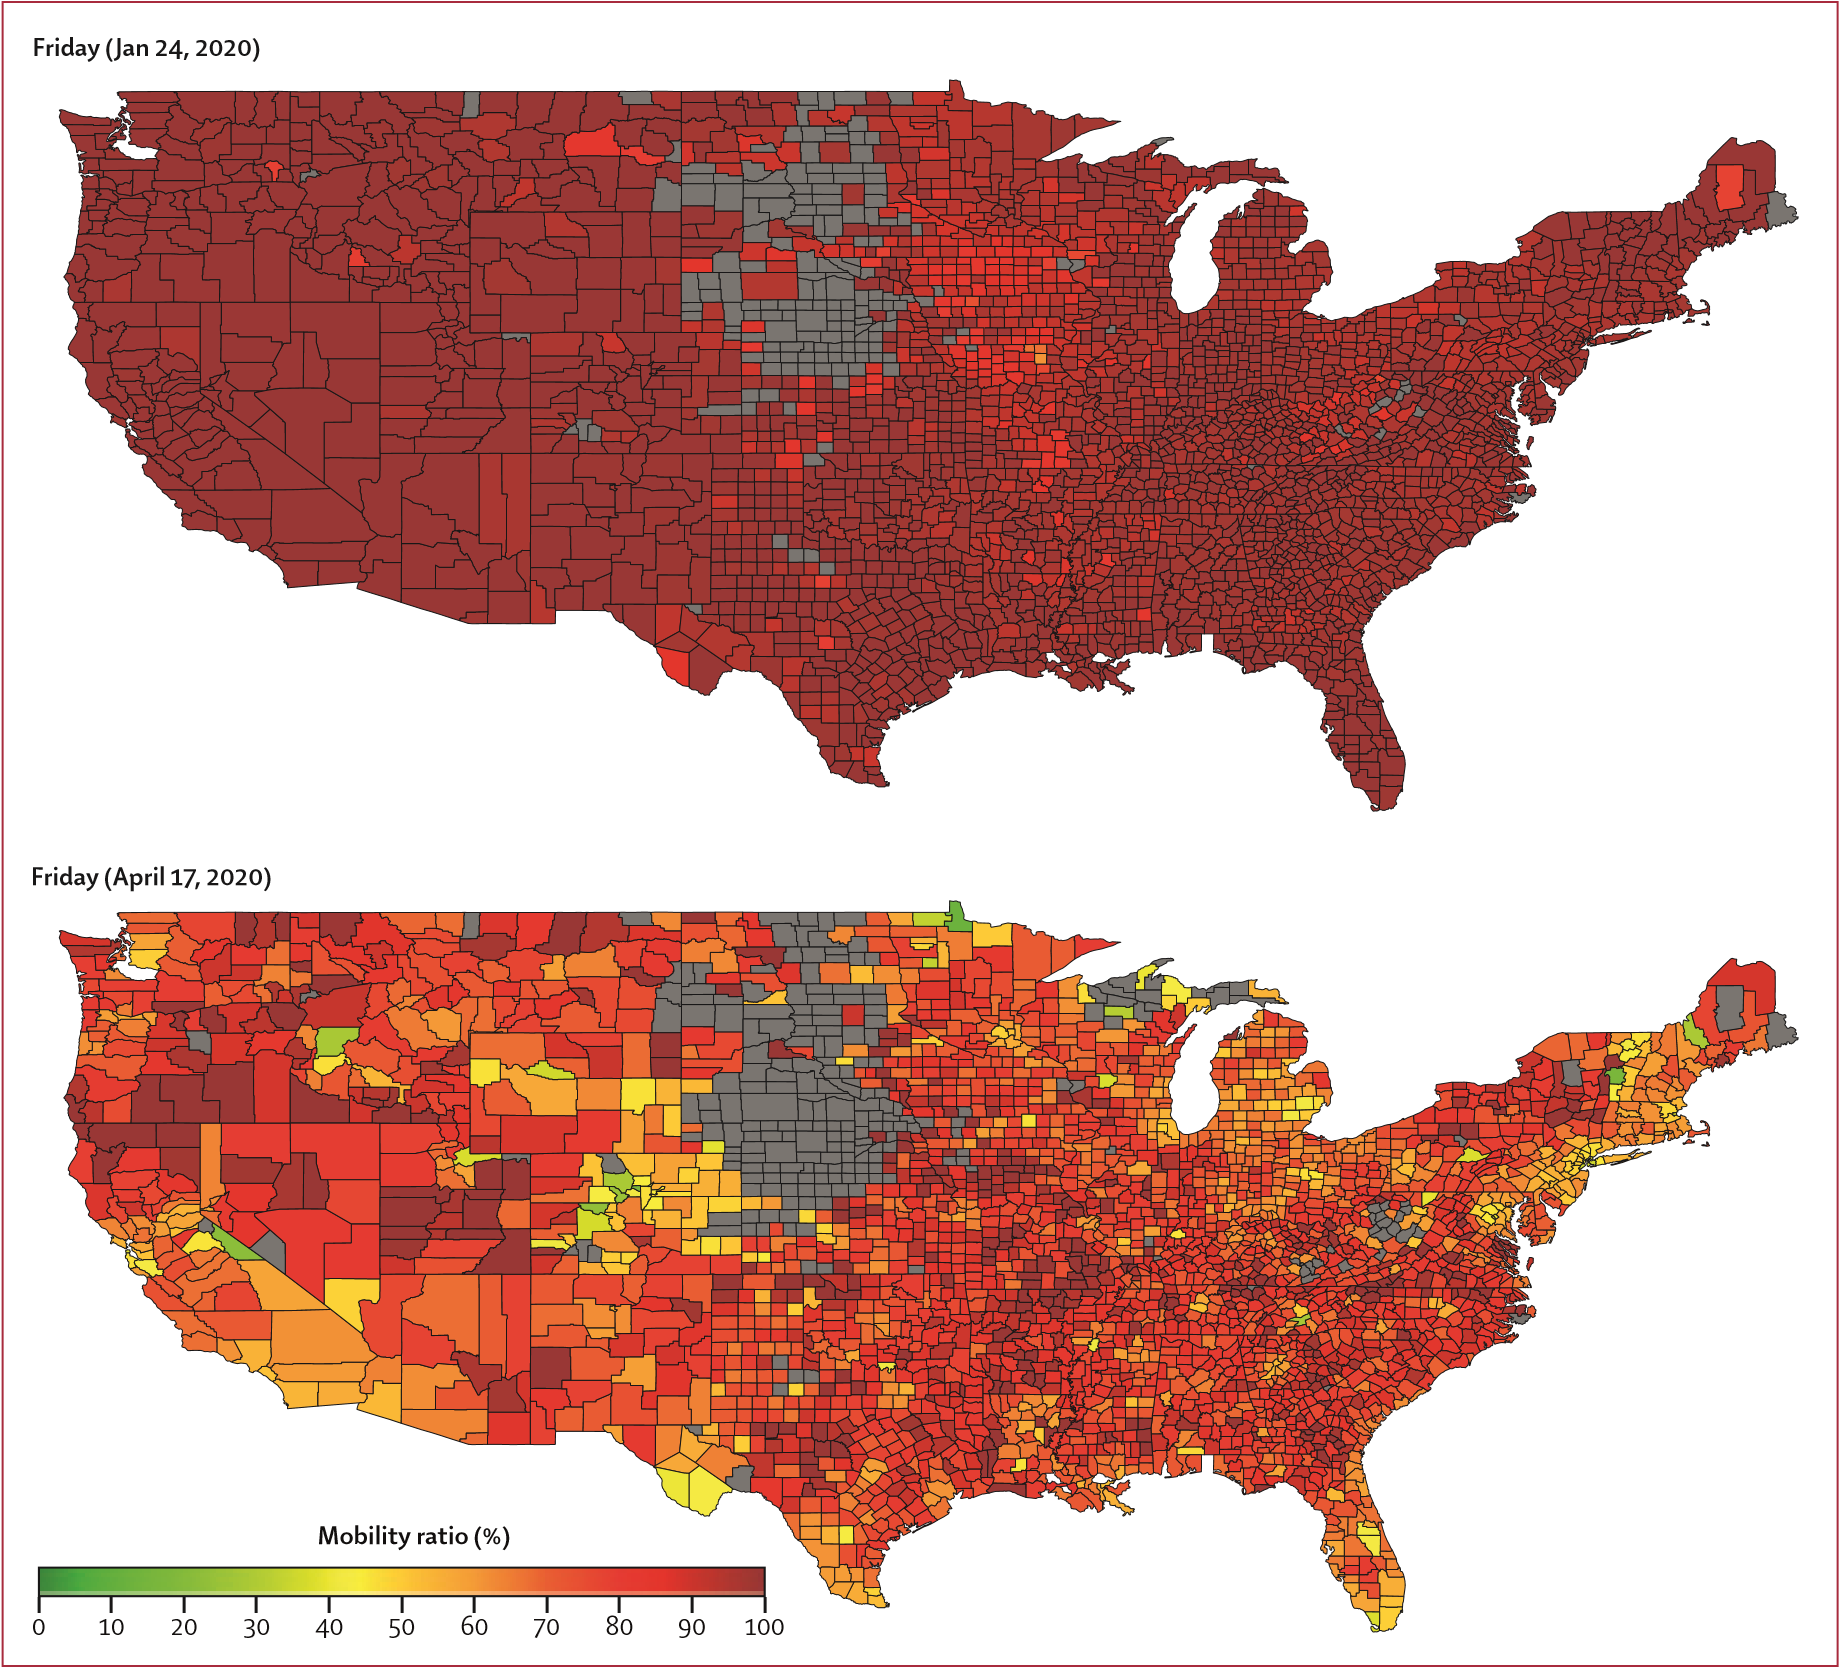 Friday (Jan 24, 2020)
Friday (April 17, 2020)
Mobility ratio (%)
0 10 20 30 40 50 60 70 80 90 100